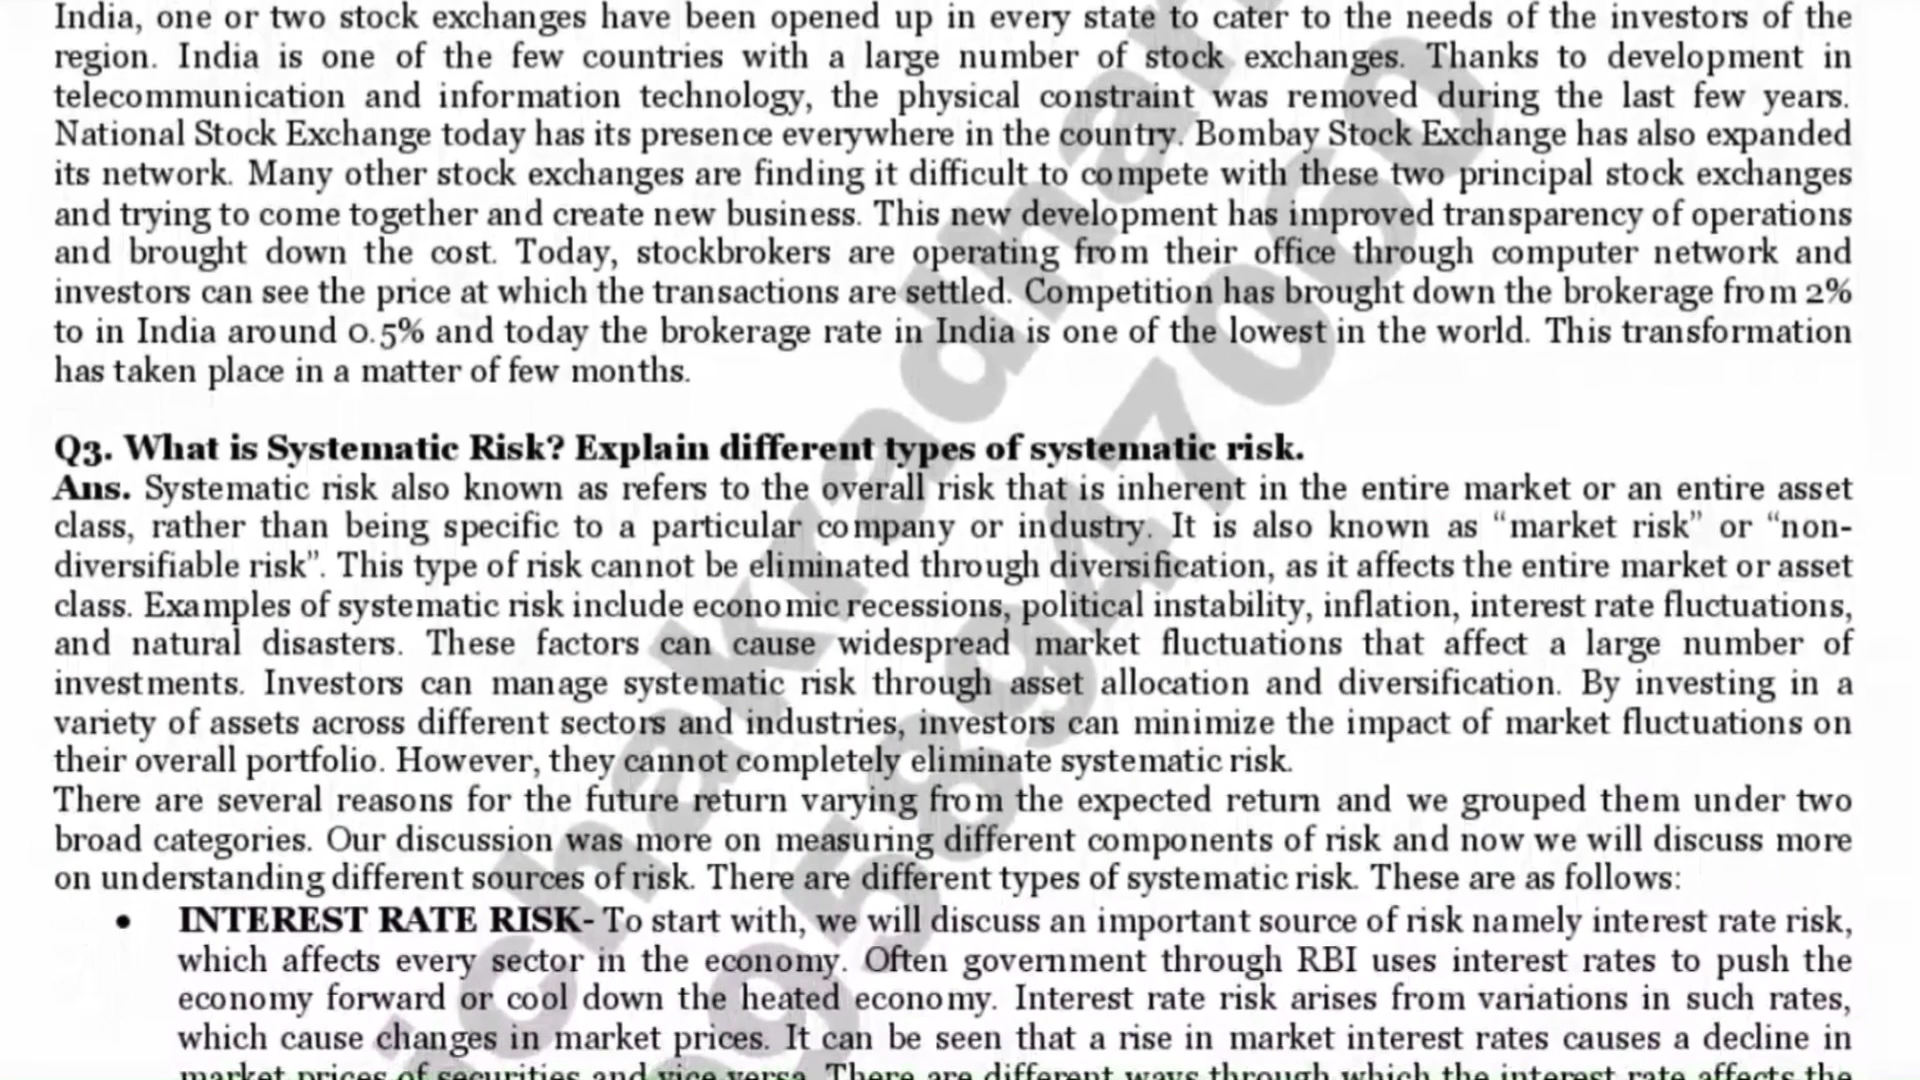 India, one or two stock exchanges have been opened up in every state to cater to the needs of the investors of the
region. India is one of the few countries with a large number of stock exchanges. Thanks to development in
telecommunication and information technology, the physical constraint was removed during the last few years.
National Stock Exchange today has its presence everywhere in the country. Bombay Stock Exchange has also expanded
its network. Many other stock exchanges are finding it difficult to compete with these two principal stock exchanges
and trying to come together and create new business. This new development has improved transparency of operations
and brought down the cost. Today, stockbrokers are operating from their office through computer network and
investors can see the price at which the transactions are settled. Competition has brought down the brokerage from 2%
to in India around 0.5% and today the brokerage rate in India is one of the lowest in the world. This transformation
has taken place in a matter of few months.
Q3. What is Systematic Risk? Explain different types of systematic risk.
Ans. Systematic risk also known as refers to the overall risk that is inherent in the entire market or an entire asset
class, rather than being specific to a particular company or industry. It is also known as “market risk” or “non-
diversifiable risk”. This type of risk cannot be eliminated through diversification, as it affects the entire market or asset
class. Examples of systematic risk include economic recessions, political instability, inflation, interest rate fluctuations,
and natural disasters. These factors can cause widespread market fluctuations that affect a large number of
investments. Investors can manage systematic risk through asset allocation and diversification. By investing in a
variety of assets across different sectors and industries, investors can minimize the impact of market fluctuations on
their overall portfolio. However, they cannot completely eliminate systematic risk.
There are several reasons for the future return varying from the expected return and we grouped them under two
broad categories. Our discussion was more on measuring different components of risk and now we will discuss more
on understanding different sources of risk. There are different types of systematic risk. These are as follows:
• INTEREST RATE RISK- To start with, we will discuss an important source of risk namely interest rate risk,
which affects every sector in the economy. Often government through RBI uses interest rates to push the
economy forward or cool down the heated economy. Interest rate risk arises from variations in such rates,
which cause changes in market prices. It can be seen that a rise in market interest rates causes a decline in
market prices of securities and vice versa. There are different ways through which the interest rate affects the